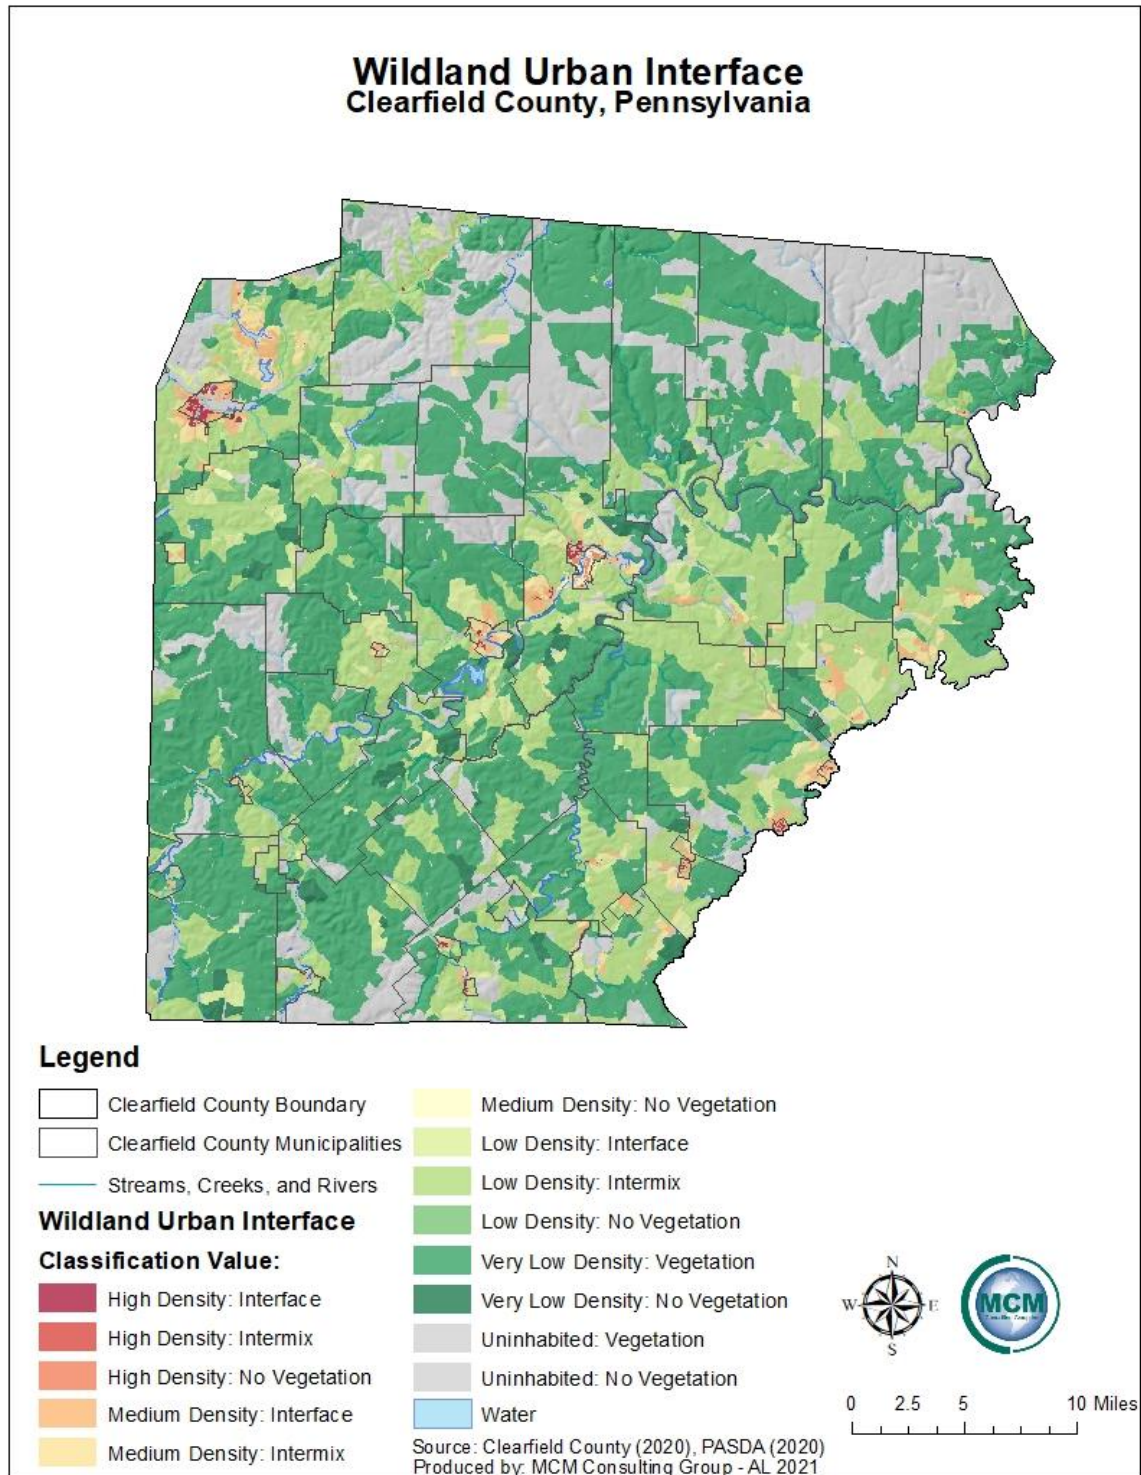 Wildland Urban Interface
Clearfield County, Pennsylvania
Legend
Clearfield County Boundary
Clearfield County Municipalities
Streams, Creeks, and Rivers
Wildland Urban Interface
Classification Value:
High Density: Interface
High Density: Intermix
High Density: No Vegetation
Medium Density: Interface
Medium Density: Intermix
Medium Density: No Vegetation
Low Density: Interface
Low Density: Intermix
Low Density: No Vegetation
Very Low Density: Vegetation
Very Low Density: No Vegetation
Uninhabited: Vegetation
Uninhabited: No Vegetation
Water
Source: Clearfield County (2020), PASDA (2020)
Produced by: MCM Consulting Group - AL 2021
N
W E
S
MCM
0 2.5 5 10 Miles